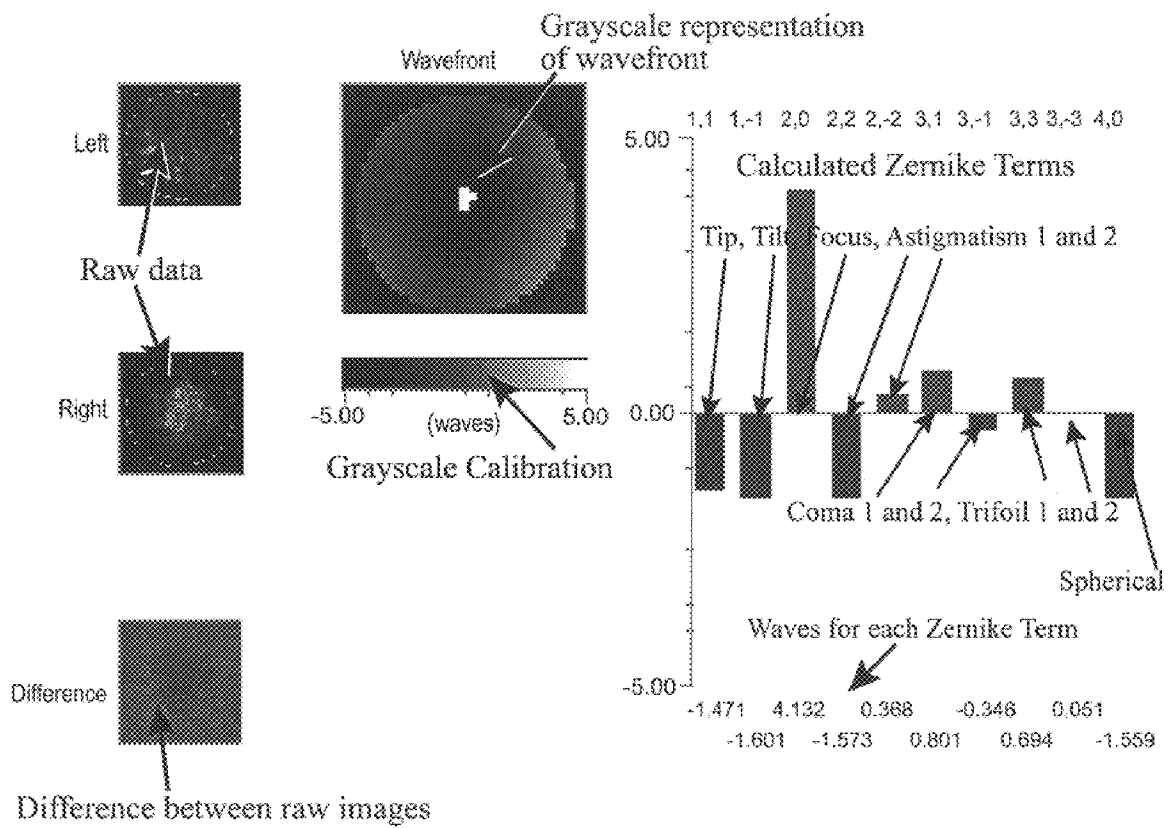 Grayscale representation
of wavefront
Wavefront
Left
Raw data
Right
-5.00 5.00
(waves)
Grayscale Calibration
Difference
Difference between raw images
1,1 1,-1 2,0 2,2 2,-2 3,1 3,-1 3,3 3,-3 4,0
5.00
Calculated Zernike Terms
Tip, Tilt, Focus, Astigmatism 1 and 2
0.00
Coma 1 and 2, Trifoil 1 and 2
Spherical
Waves for each Zernike Term
-5.00
-1.471 4.132 0.368 -0.346 0.051
-1.601 -1.573 0.801 0.694 -1.559